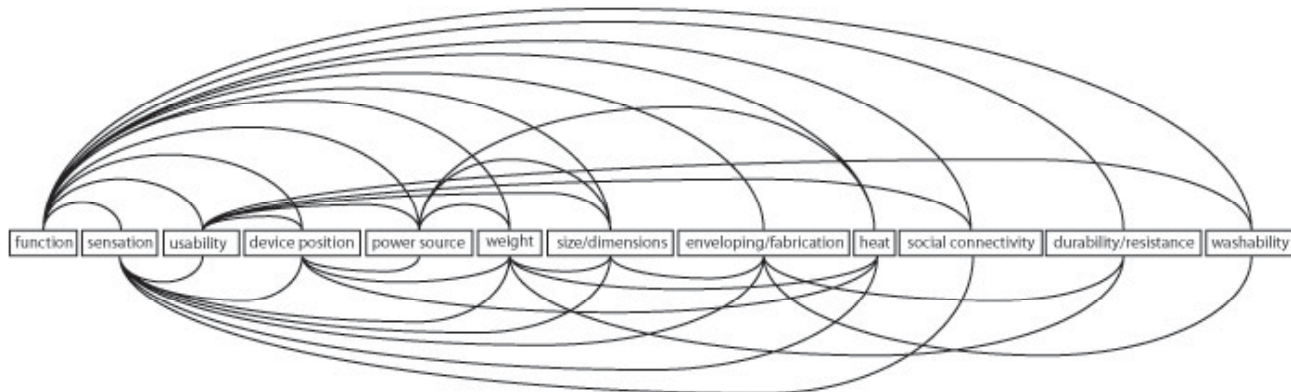 function sensation usability device position power source weight size/dimensions enveloping/fabrication heat social connectivity durability/resistance washability